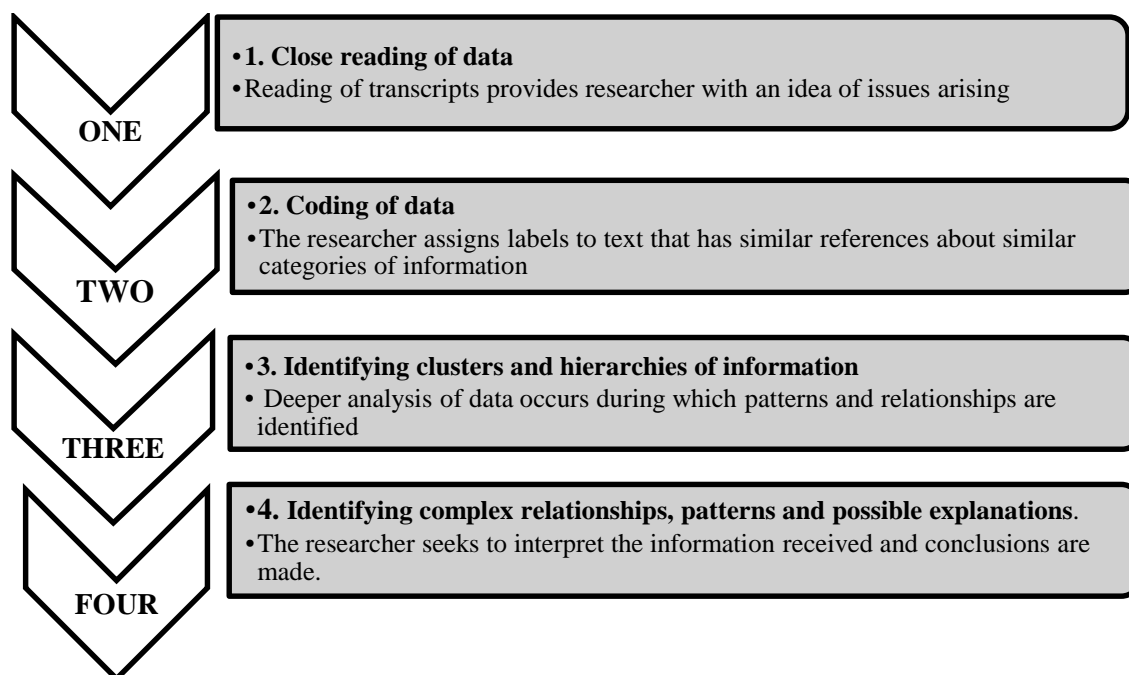 •1. Close reading of data
•Reading of transcripts provides researcher with an idea of issues arising
ONE
•2. Coding of data
•The researcher assigns labels to text that has similar references about similar
categories of information
TWO
•3. Identifying clusters and hierarchies of information
• Deeper analysis of data occurs during which patterns and relationships are
identified
THREE
•4. Identifying complex relationships, patterns and possible explanations.
•The researcher seeks to interpret the information received and conclusions are
made.
FOUR